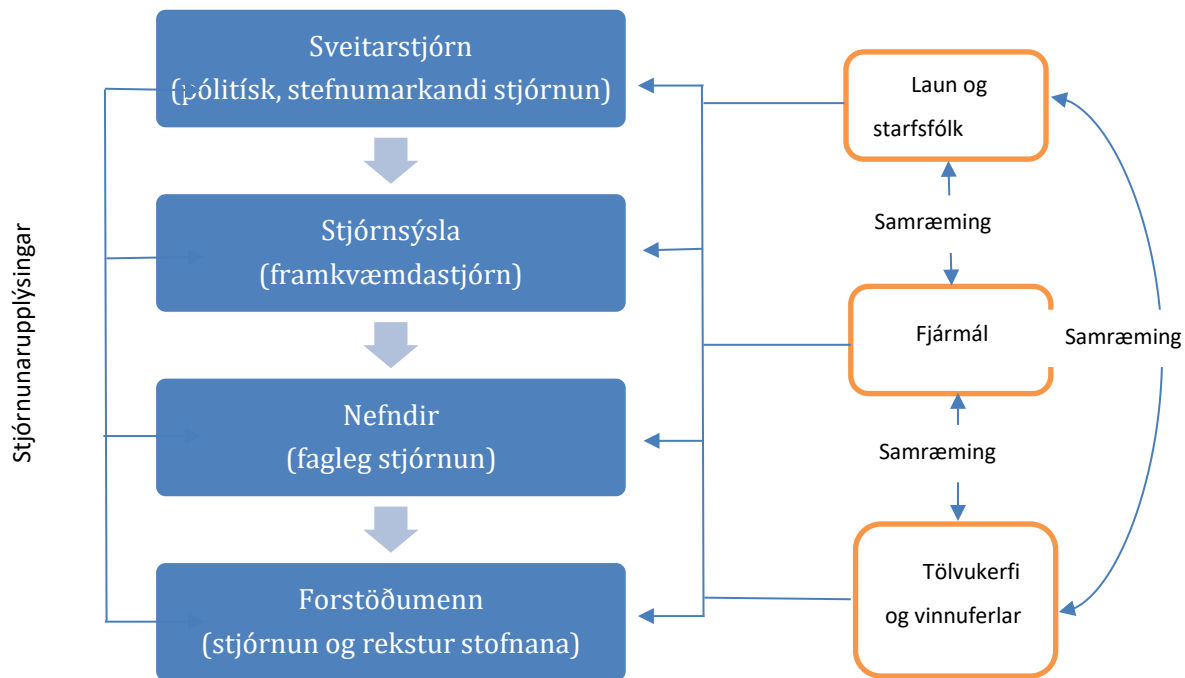 Stjórnunarupplýsingar
Sveitarstjórn
(pólitísk, stefnumarkandi stjórnun)
Stjórnsýsla
(framkvæmdastjórn)
Nefndir
(fagleg stjórnun)
Forstöðumenn
(stjórnun og rekstur stofnana)
Laun og
starfsfólk
Samræming
Fjármál
Samræming
Samræming
Tölvukerfi
og vinnuferlar